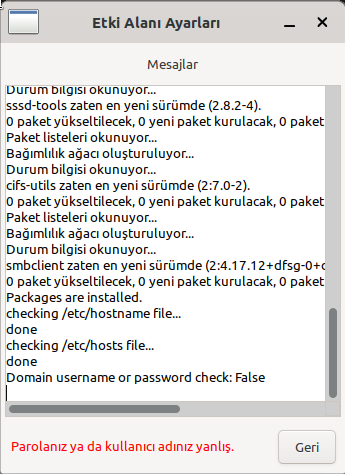 Etki Alanı Ayarları
Mesajlar
Durum bilgisi okunuyor...
sssd-tools zaten en yeni sürümde (2.8.2-4).
0 paket yükseltilecek, 0 yeni paket kurulacak, 0 paket
Paket listeleri okunuyor...
Bağımlılık ağacı oluşturuluyor...
Durum bilgisi okunuyor...
cifs-utils zaten en yeni sürümde (2:7.0-2).
0 paket yükseltilecek, 0 yeni paket kurulacak, 0 paket
Paket listeleri okunuyor...
Bağımlılık ağacı oluşturuluyor...
Durum bilgisi okunuyor...
smbclient zaten en yeni sürümde (2:4.17.12+dfsg-0+c
0 paket yükseltilecek, 0 yeni paket kurulacak, 0 paket
Packages are installed.
checking /etc/hostname file...
done
checking /etc/hosts file...
done
Domain username or password check: False
Parolanız ya da kullanıcı adınız yanlış.
Geri